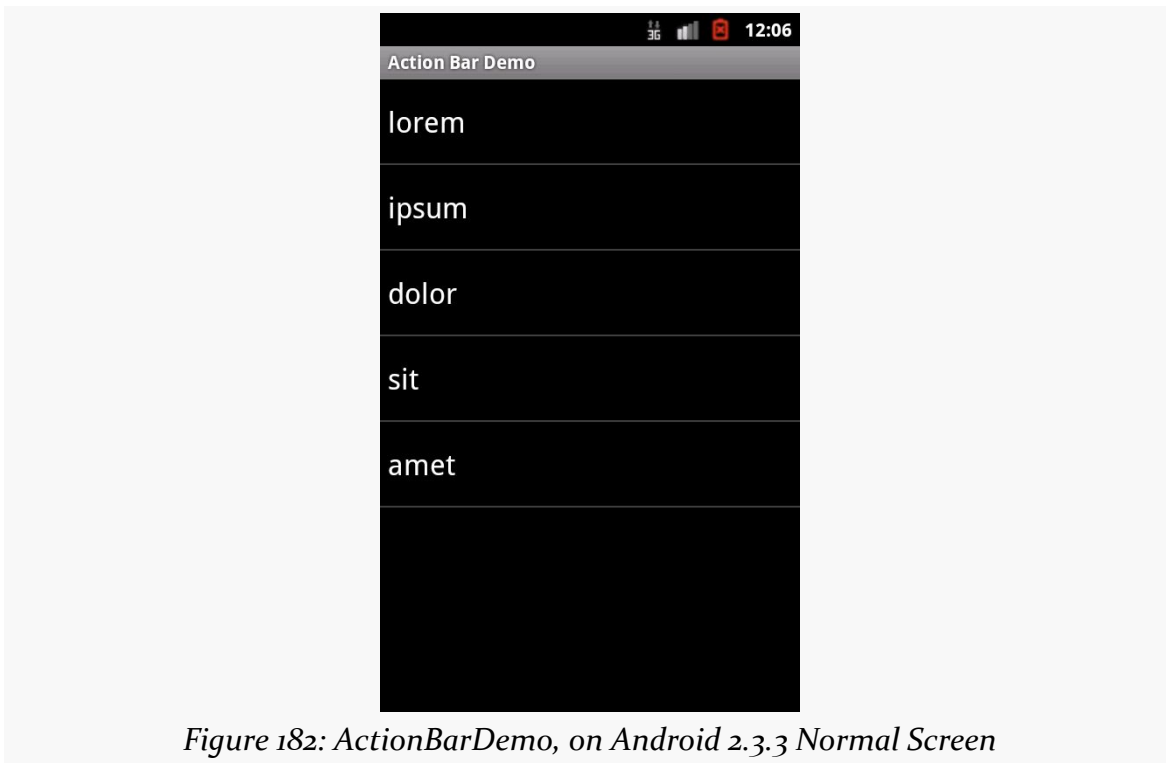 3G 12:06
Action Bar Demo
lorem
ipsum
dolor
sit
amet
Figure 182: ActionBarDemo, on Android 2.3.3 Normal Screen